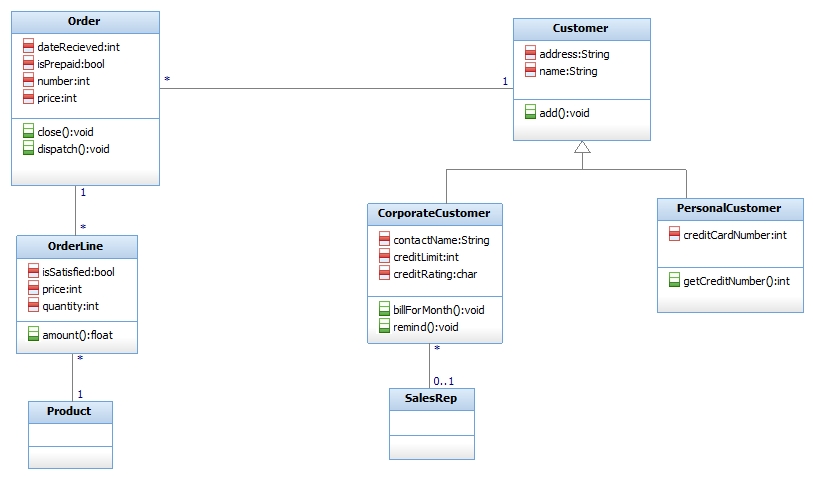 Order
dateRecieved:int
isPrepaid:bool
number:int
price:int
close():void
dispatch():void
*
1
Customer
address:String
name:String
add():void
1
*
OrderLine
isSatisfied:bool
price:int
quantity:int
amount():float
*
1
Product
CorporateCustomer
contactName:String
creditLimit:int
creditRating:char
billForMonth():void
remind():void
*
0..1
SalesRep
PersonalCustomer
creditCardNumber:int
getCreditNumber():int